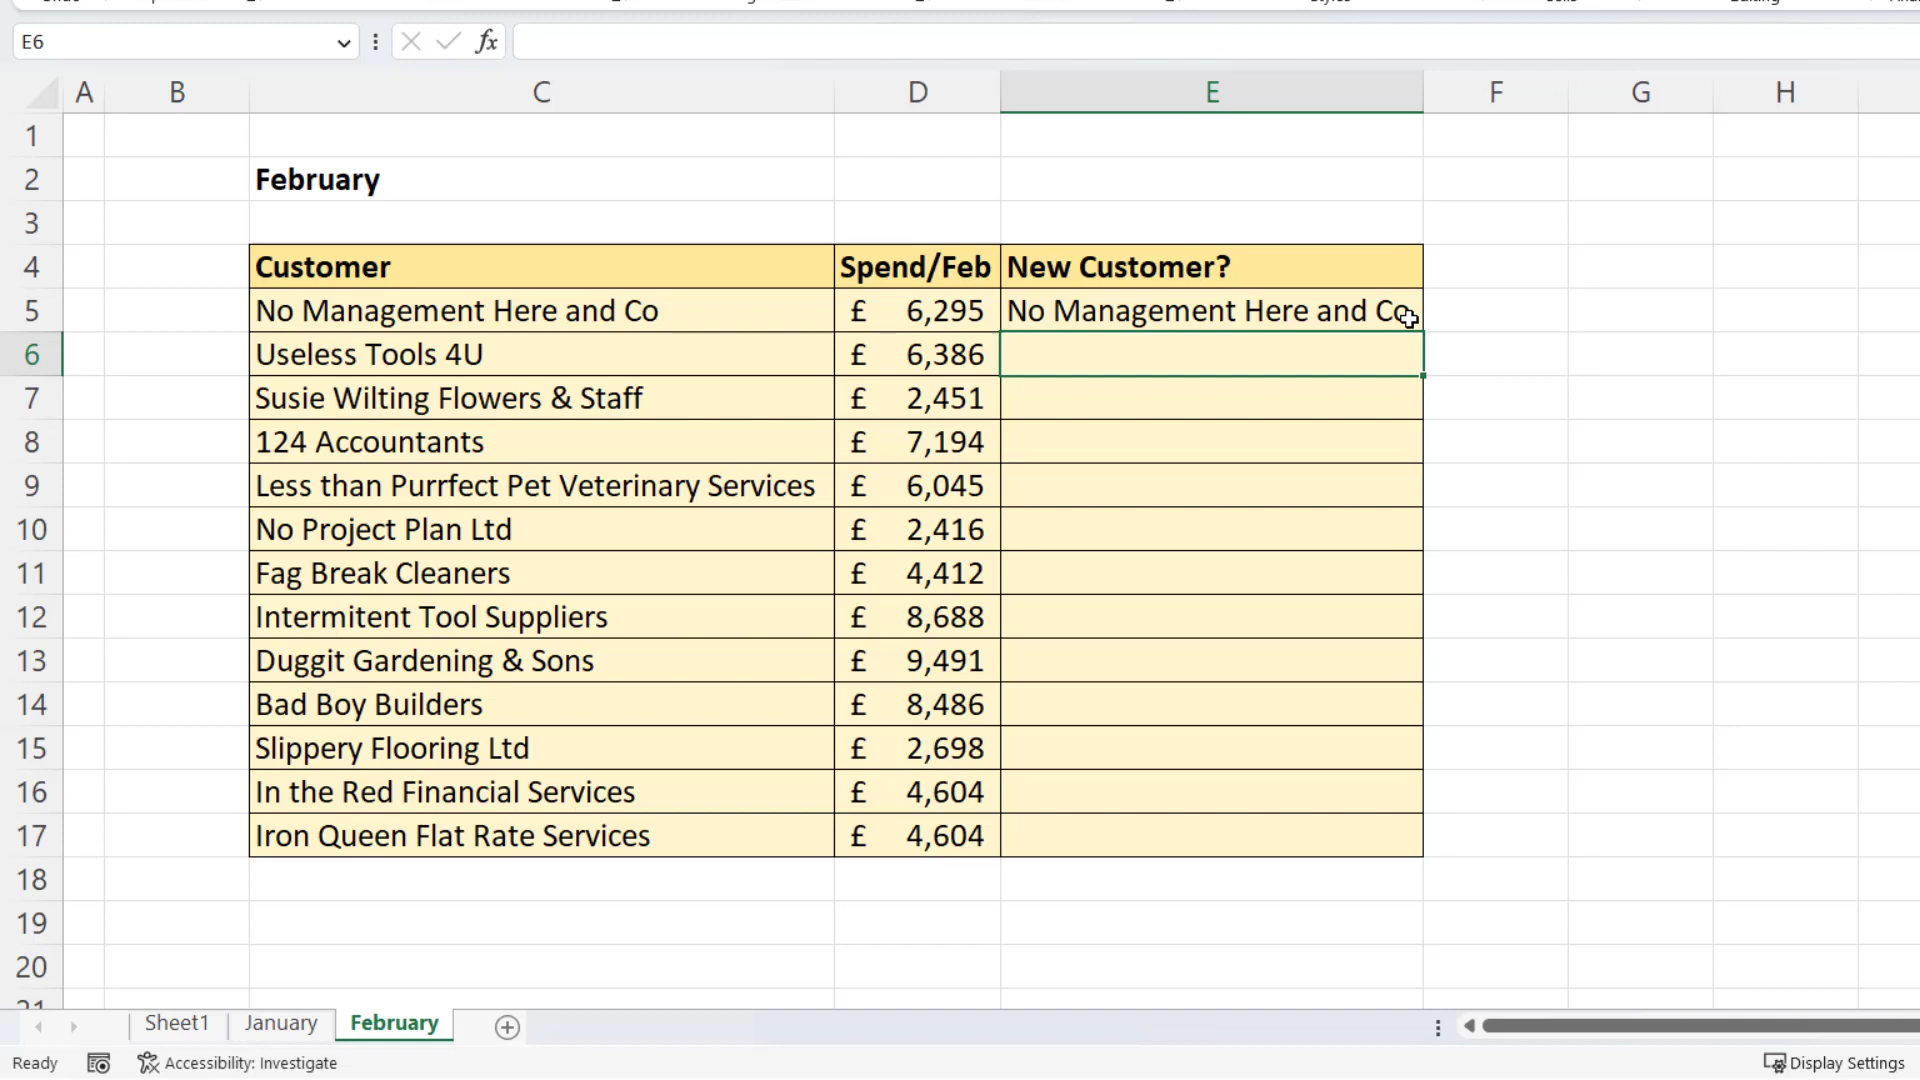 E6
fx
A B C D E F G H
1
2 February
3
4 Customer Spend/Feb New Customer?
5 No Management Here and Co £ 6,295 No Management Here and Co
6 Useless Tools 4U £ 6,386
7 Susie Wilting Flowers & Staff £ 2,451
8 124 Accountants £ 7,194
9 Less than Purrfect Pet Veterinary Services £ 6,045
10 No Project Plan Ltd £ 2,416
11 Fag Break Cleaners £ 4,412
12 Intermitent Tool Suppliers £ 8,688
13 Duggit Gardening & Sons £ 9,491
14 Bad Boy Builders £ 8,486
15 Slippery Flooring Ltd £ 2,698
16 In the Red Financial Services £ 4,604
17 Iron Queen Flat Rate Services £ 4,604
18
19
20
21
Sheet1 January February
Ready Accessibility: Investigate Display Settings